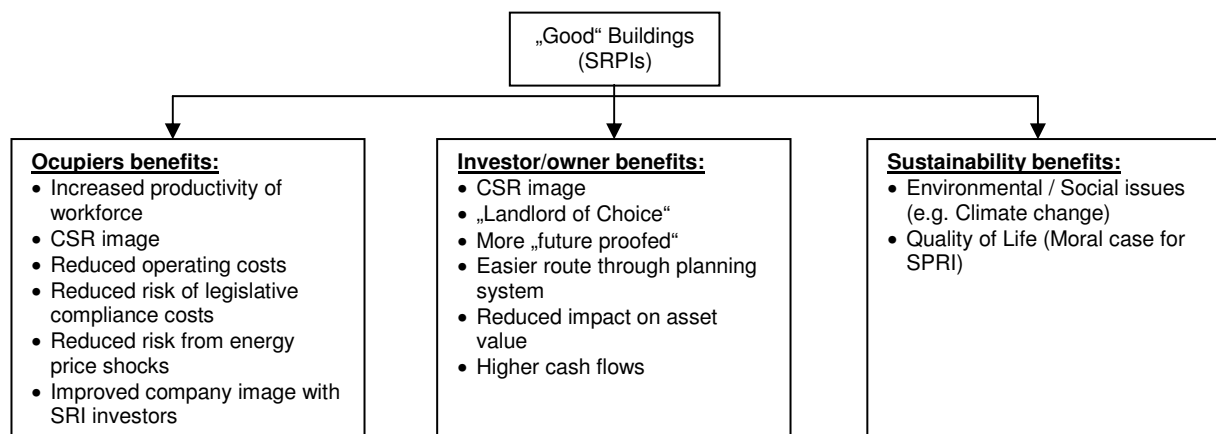 „Good“ Buildings
(SRPIs)
Ocupiers benefits:
• Increased productivity of
workforce
• CSR image
• Reduced operating costs
• Reduced risk of legislative
compliance costs
• Reduced risk from energy
price shocks
• Improved company image with
SRI investors
Investor/owner benefits:
• CSR image
• „Landlord of Choice“
• More „future proofed“
• Easier route through planning
system
• Reduced impact on asset
value
• Higher cash flows
Sustainability benefits:
• Environmental / Social issues
(e.g. Climate change)
• Quality of Life (Moral case for
SPRI)